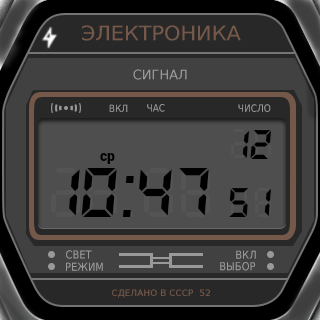 ЭЛЕКТРОНИКА
СИГНАЛ
((•)) ВКЛ ЧАС ЧИСЛО
12
ср
10:47 51
СВЕТ ВКЛ
РЕЖИМ ВЫБОР
СДЕЛАНО В СССР 52